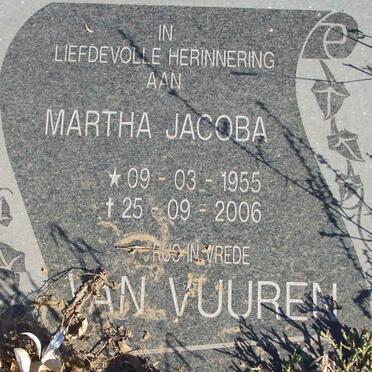 IN
LIEFDEVOLLE HERINNERING
AAN
MARTHA JACOBA
★ 09 - 03 - 1955
† 25 - 09 - 2006
RUS IN VREDE
VAN VUUREN